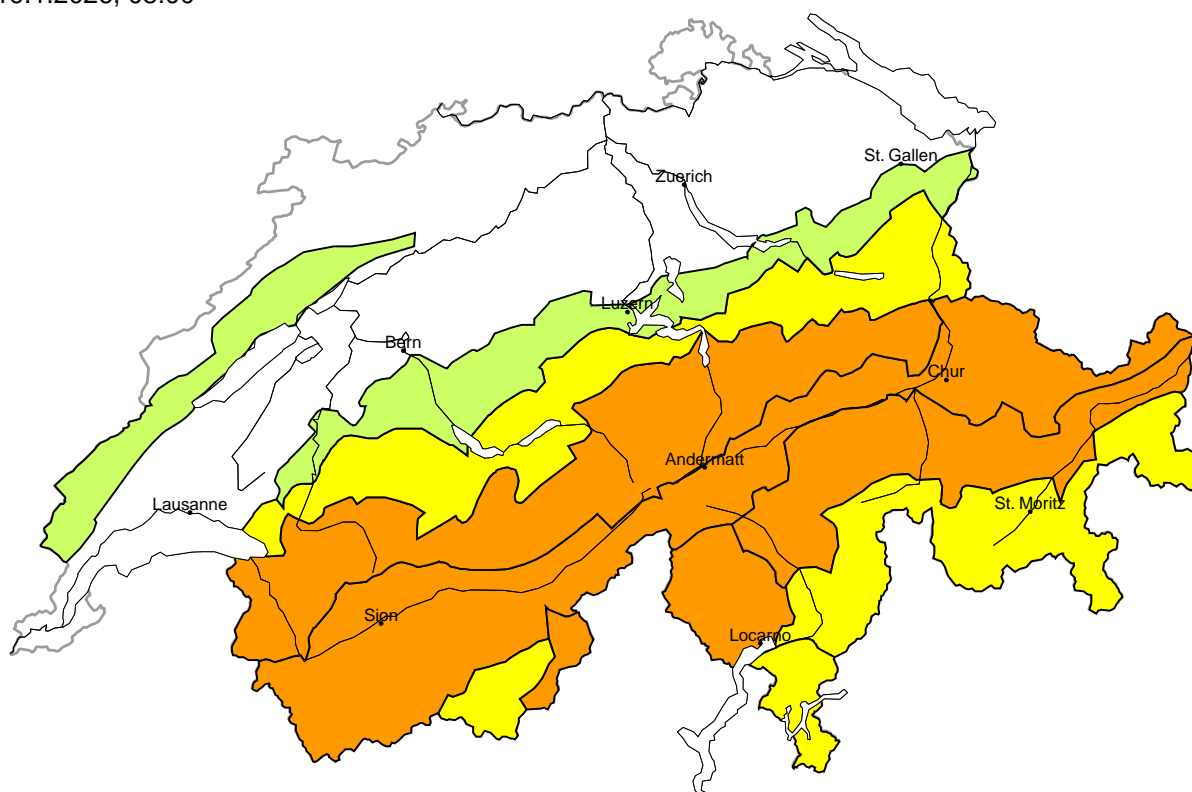 St. Gallen
Zuerich
Luzern
Bern
Chur
Andermatt
Lausanne
St. Moritz
Sion
Locarno